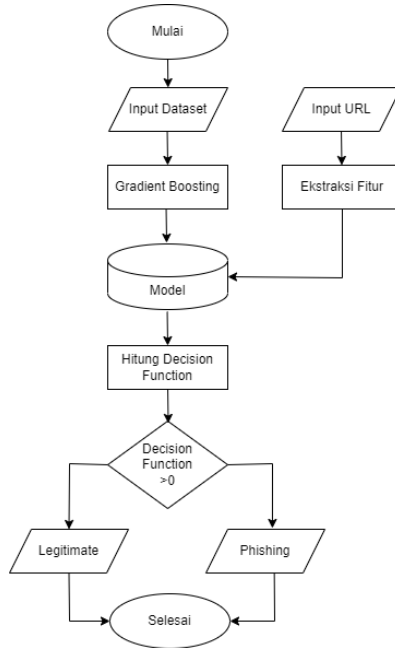 Mulai
Input Dataset
Input URL
Gradient Boosting
Ekstraksi Fitur
Model
Hitung Decision
Function
Decision
Function
>0
Legitimate
Phishing
Selesai